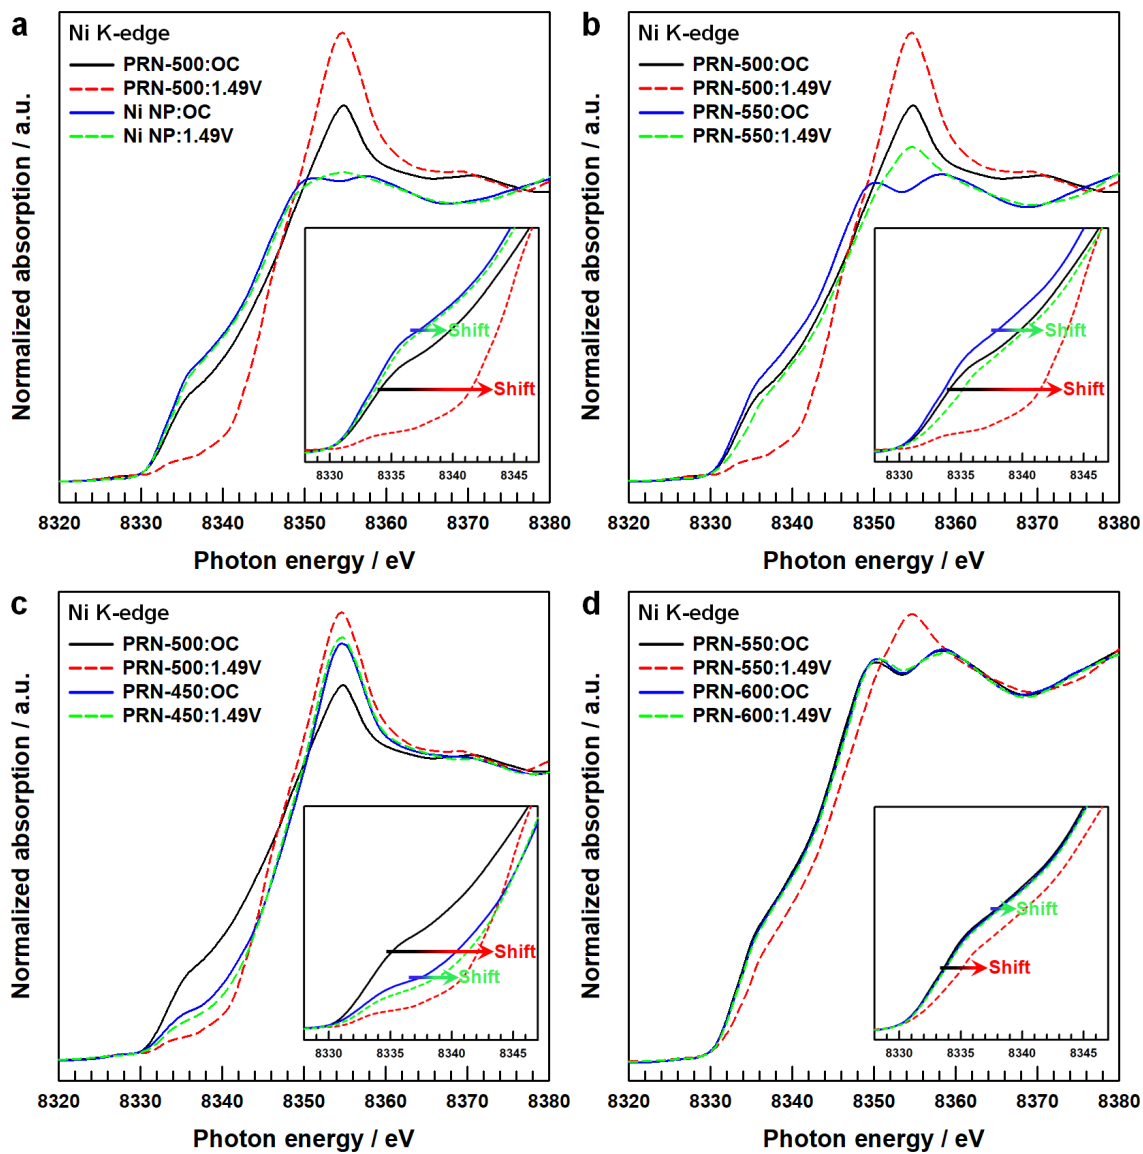 a
Ni K-edge
PRN-500:OC
PRN-500:1.49V
Ni NP:OC
Ni NP:1.49V
Shift
Shift
8330 8335 8340 8345
8320 8330 8340 8350 8360 8370 8380
Photon energy / eV
Normalized absorption / a.u.
b
Ni K-edge
PRN-500:OC
PRN-500:1.49V
PRN-550:OC
PRN-550:1.49V
Shift
Shift
8330 8335 8340 8345
8320 8330 8340 8350 8360 8370 8380
Photon energy / eV
Normalized absorption / a.u.
c
Ni K-edge
PRN-500:OC
PRN-500:1.49V
PRN-450:OC
PRN-450:1.49V
Shift
Shift
8330 8335 8340 8345
8320 8330 8340 8350 8360 8370 8380
Photon energy / eV
Normalized absorption / a.u.
d
Ni K-edge
PRN-550:OC
PRN-550:1.49V
PRN-600:OC
PRN-600:1.49V
Shift
Shift
8330 8335 8340 8345
8320 8330 8340 8350 8360 8370 8380
Photon energy / eV
Normalized absorption / a.u.